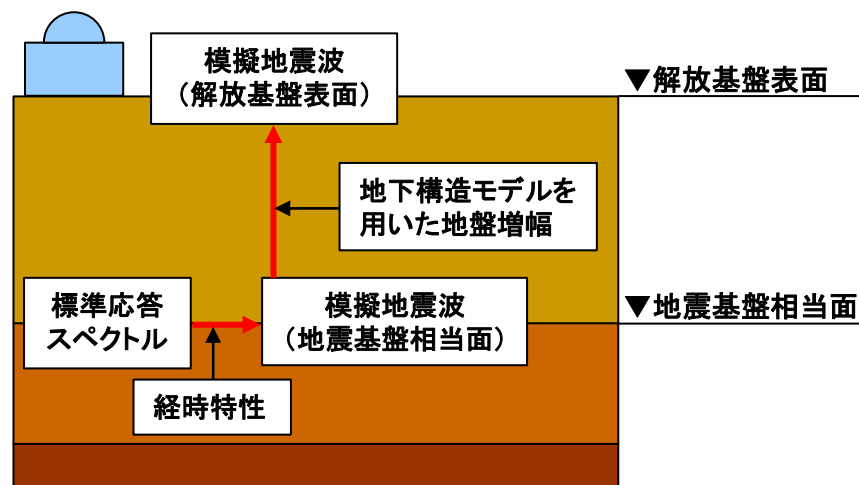 模擬地震波
（解放基盤表面）
▼解放基盤表面
地下構造モデルを
用いた地盤増幅
標準応答
スペクトル
模擬地震波
（地震基盤相当面）
▼地震基盤相当面
経時特性